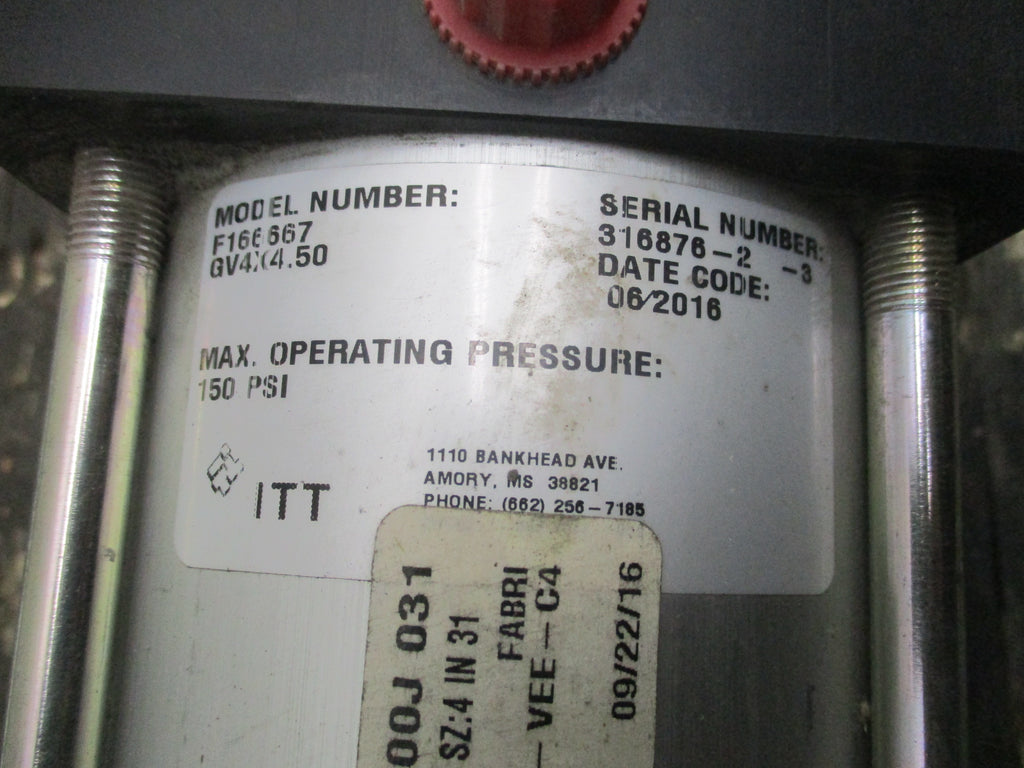 MODEL NUMBER:
F166667
GV4X4.50
SERIAL NUMBER:
316876-2 -3
DATE CODE:
06/2016
MAX. OPERATING PRESSURE:
150 PSI
ITT
1110 BANKHEAD AVE.
AMORY, MS 38821
PHONE: (662) 256-7185
00J 031
SZ:4 IN 31
FABRI
- VEE-C4
09/22/16